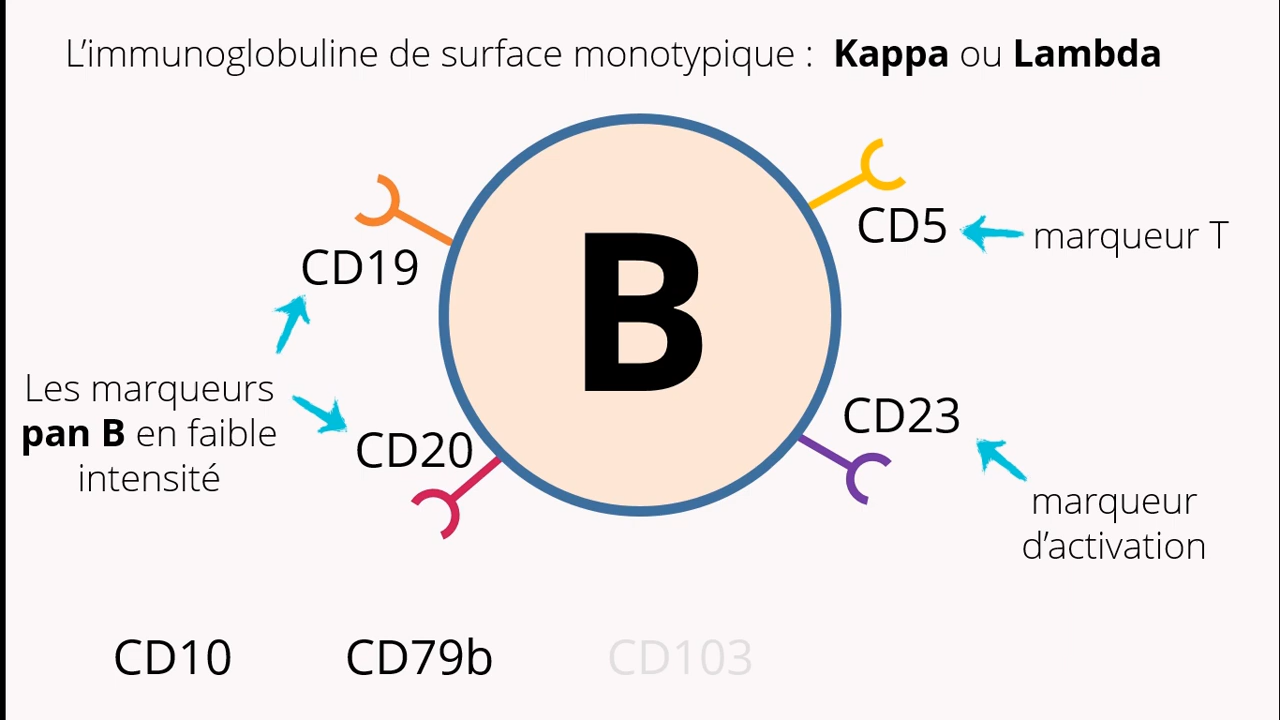 L’immunoglobuline de surface monotypique : Kappa ou Lambda
CD19
CD5
marqueur T
B
Les marqueurs
pan B en faible
intensité
CD20
CD23
marqueur
d’activation
CD10
CD79b
CD103